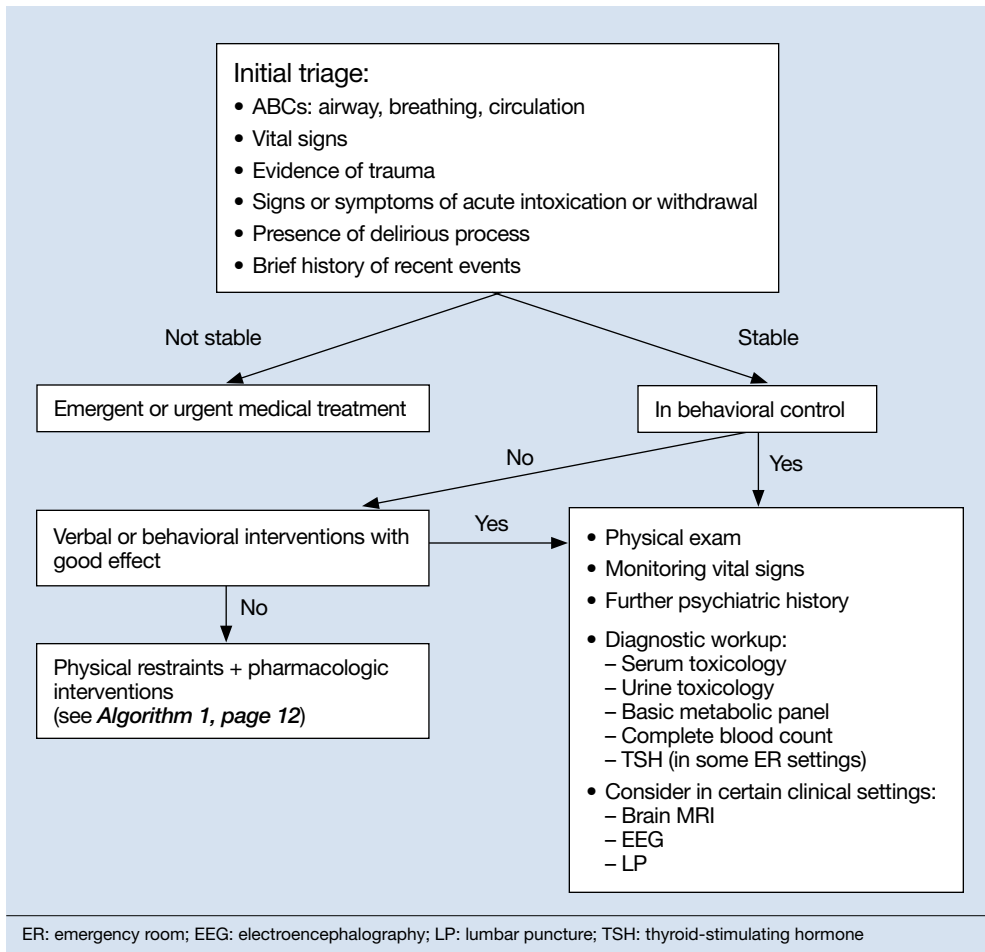 Initial triage:
• ABCs: airway, breathing, circulation
• Vital signs
• Evidence of trauma
• Signs or symptoms of acute intoxication or withdrawal
• Presence of delirious process
• Brief history of recent events
Not stable
Stable
Emergent or urgent medical treatment
In behavioral control
No
Yes
Verbal or behavioral interventions with
good effect
Yes
No
Physical restraints + pharmacologic
interventions
(see Algorithm 1, page 12)
• Physical exam
• Monitoring vital signs
• Further psychiatric history
• Diagnostic workup:
– Serum toxicology
– Urine toxicology
– Basic metabolic panel
– Complete blood count
– TSH (in some ER settings)
• Consider in certain clinical settings:
– Brain MRI
– EEG
– LP
ER: emergency room; EEG: electroencephalography; LP: lumbar puncture; TSH: thyroid-stimulating hormone